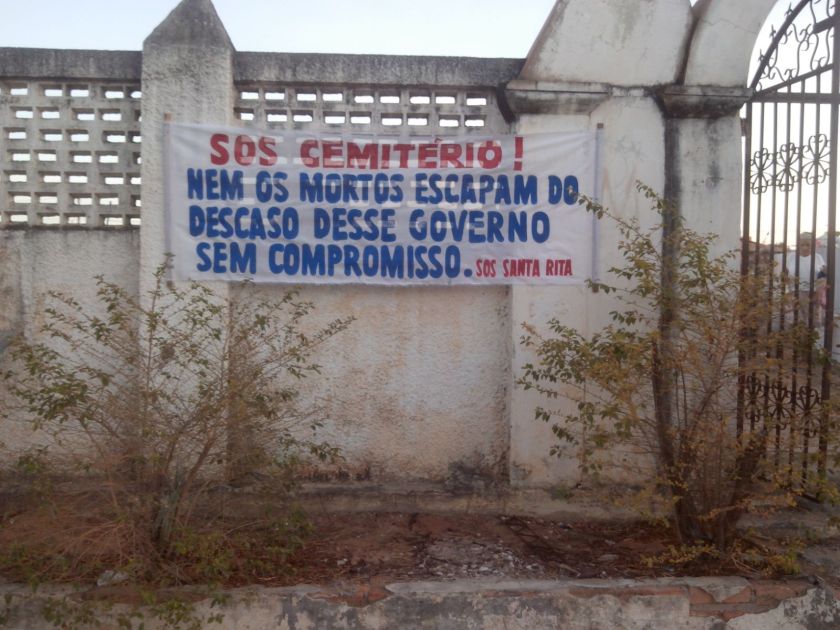 SOS CEMITÉRIO!
NEM OS MORTOS ESCAPAM DO
DESCASO DESSE GOVERNO
SEM COMPROMISSO. SOS SANTA RITA